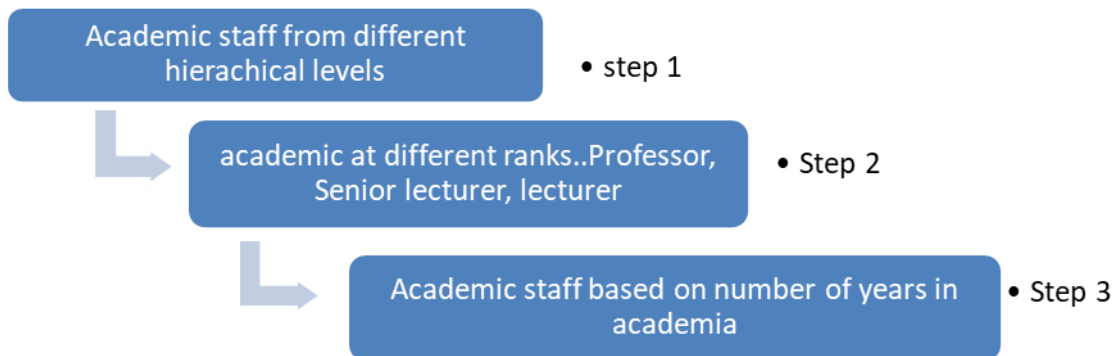 Academic staff from different
hierachical levels
• step 1
academic at different ranks..Professor,
Senior lecturer, lecturer
• Step 2
Academic staff based on number of years in
academia
• Step 3